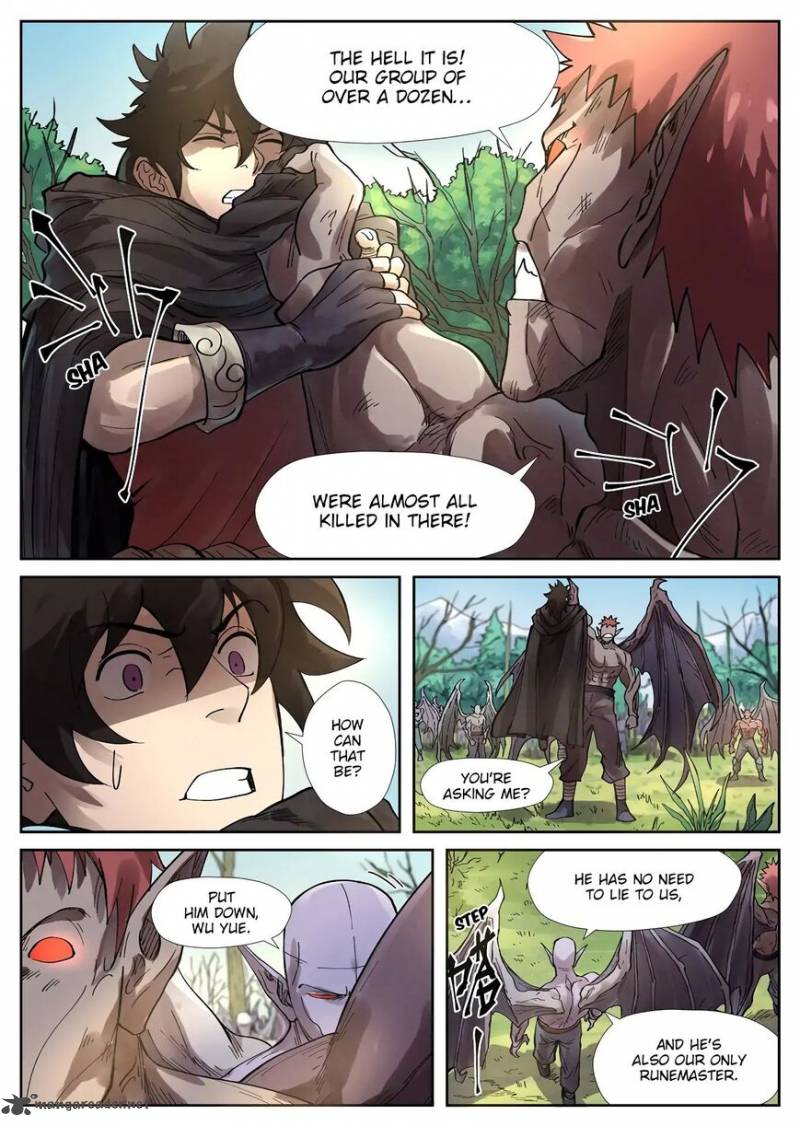 THE HELL IT IS!
OUR GROUP OF
OVER A DOZEN...
SHA
SHA
WERE ALMOST ALL
KILLED IN THERE!
HOW
CAN
THAT
BE?
YOU'RE
ASKING ME?
PUT
HIM DOWN,
WU YUE.
HE HAS NO NEED
TO LIE TO US,
STEP
AND HE'S
ALSO OUR ONLY
RUNEMASTER.
mangareader.net